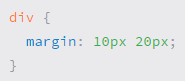 div {
  margin: 10px 20px;
}